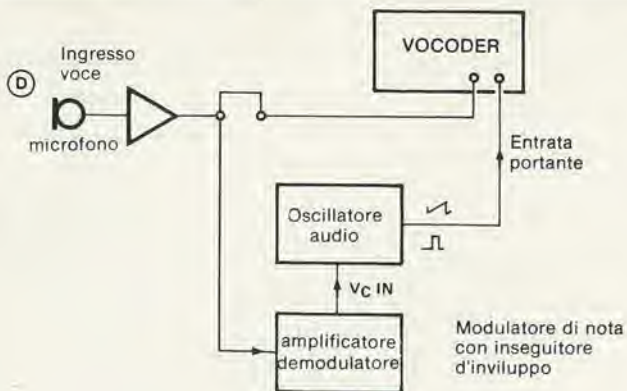 D
Ingresso
voce
microfono
VOCODER
Entrata
portante
Oscillatore
audio
VC IN
amplificatore
demodulatore
Modulatore di nota
con inseguitore
d'inviluppo